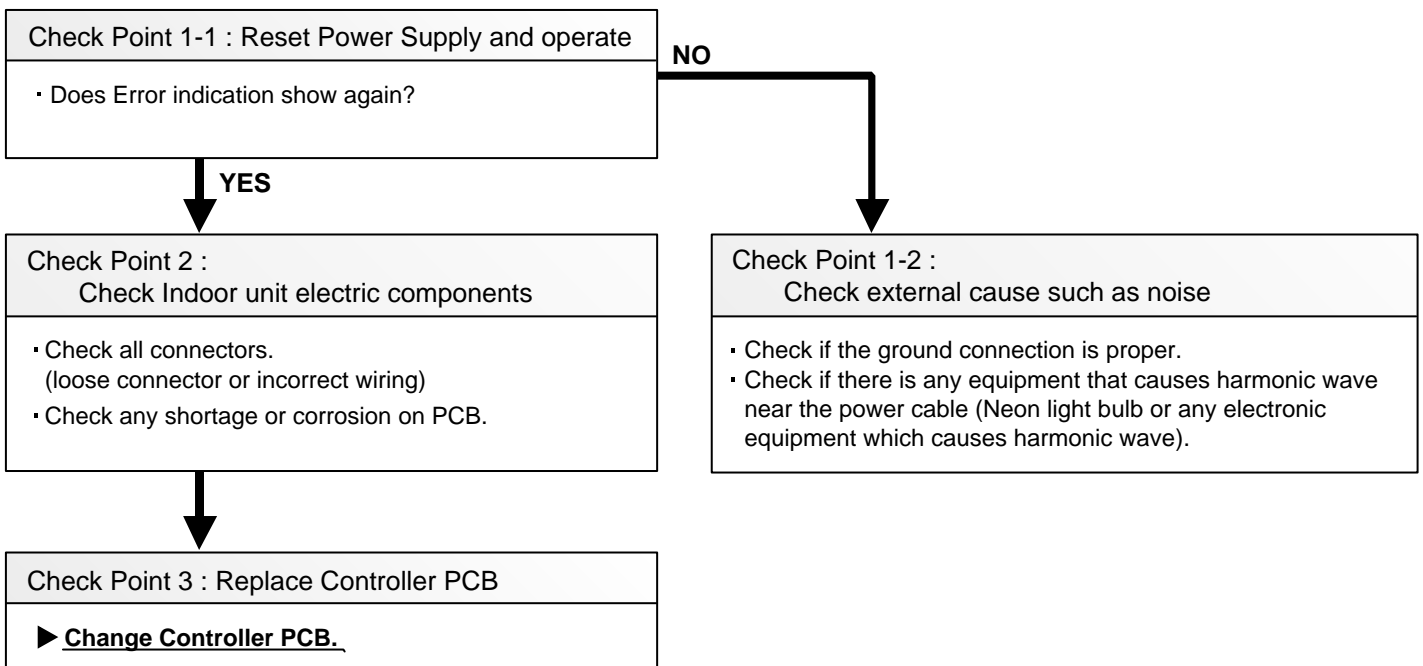 Check Point 1-1 : Reset Power Supply and operate
NO
· Does Error indication show again?
YES
Check Point 2 :
Check Indoor unit electric components
· Check all connectors.
(loose connector or incorrect wiring)
· Check any shortage or corrosion on PCB.
Check Point 1-2 :
Check external cause such as noise
· Check if the ground connection is proper.
· Check if there is any equipment that causes harmonic wave
near the power cable (Neon light bulb or any electronic
equipment which causes harmonic wave).
Check Point 3 : Replace Controller PCB
▶ Change Controller PCB.